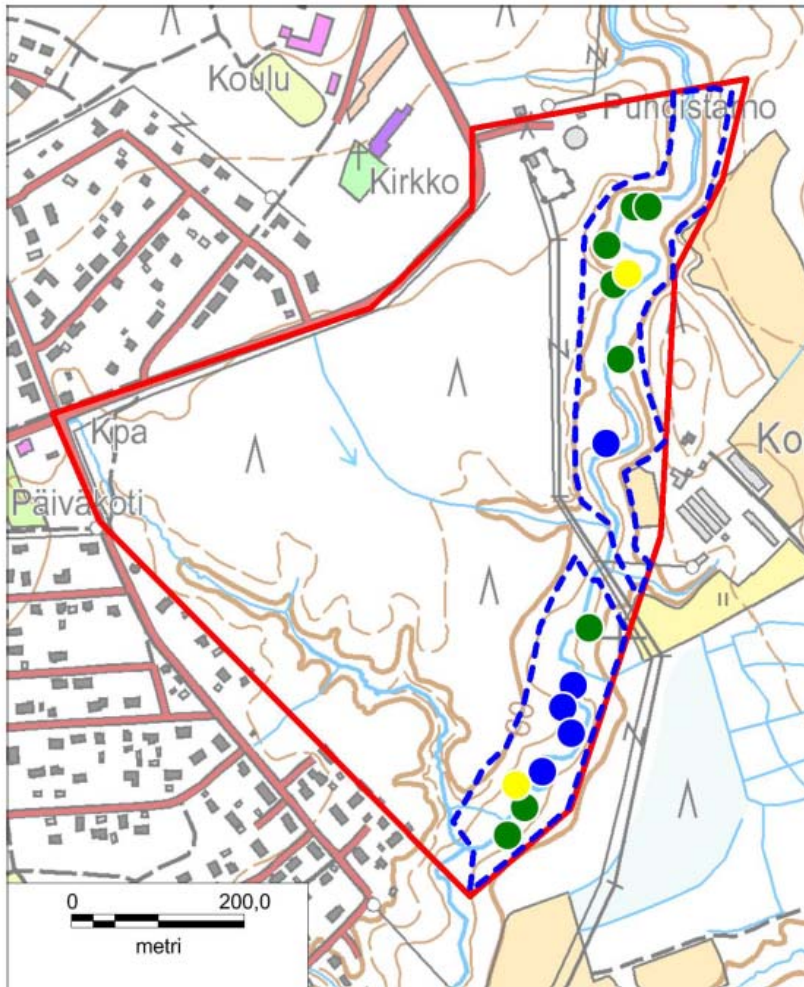 Koulu
Puhdistamo
Kirkko
Kpa
Ko
Päiväkoti
0 200,0
metri